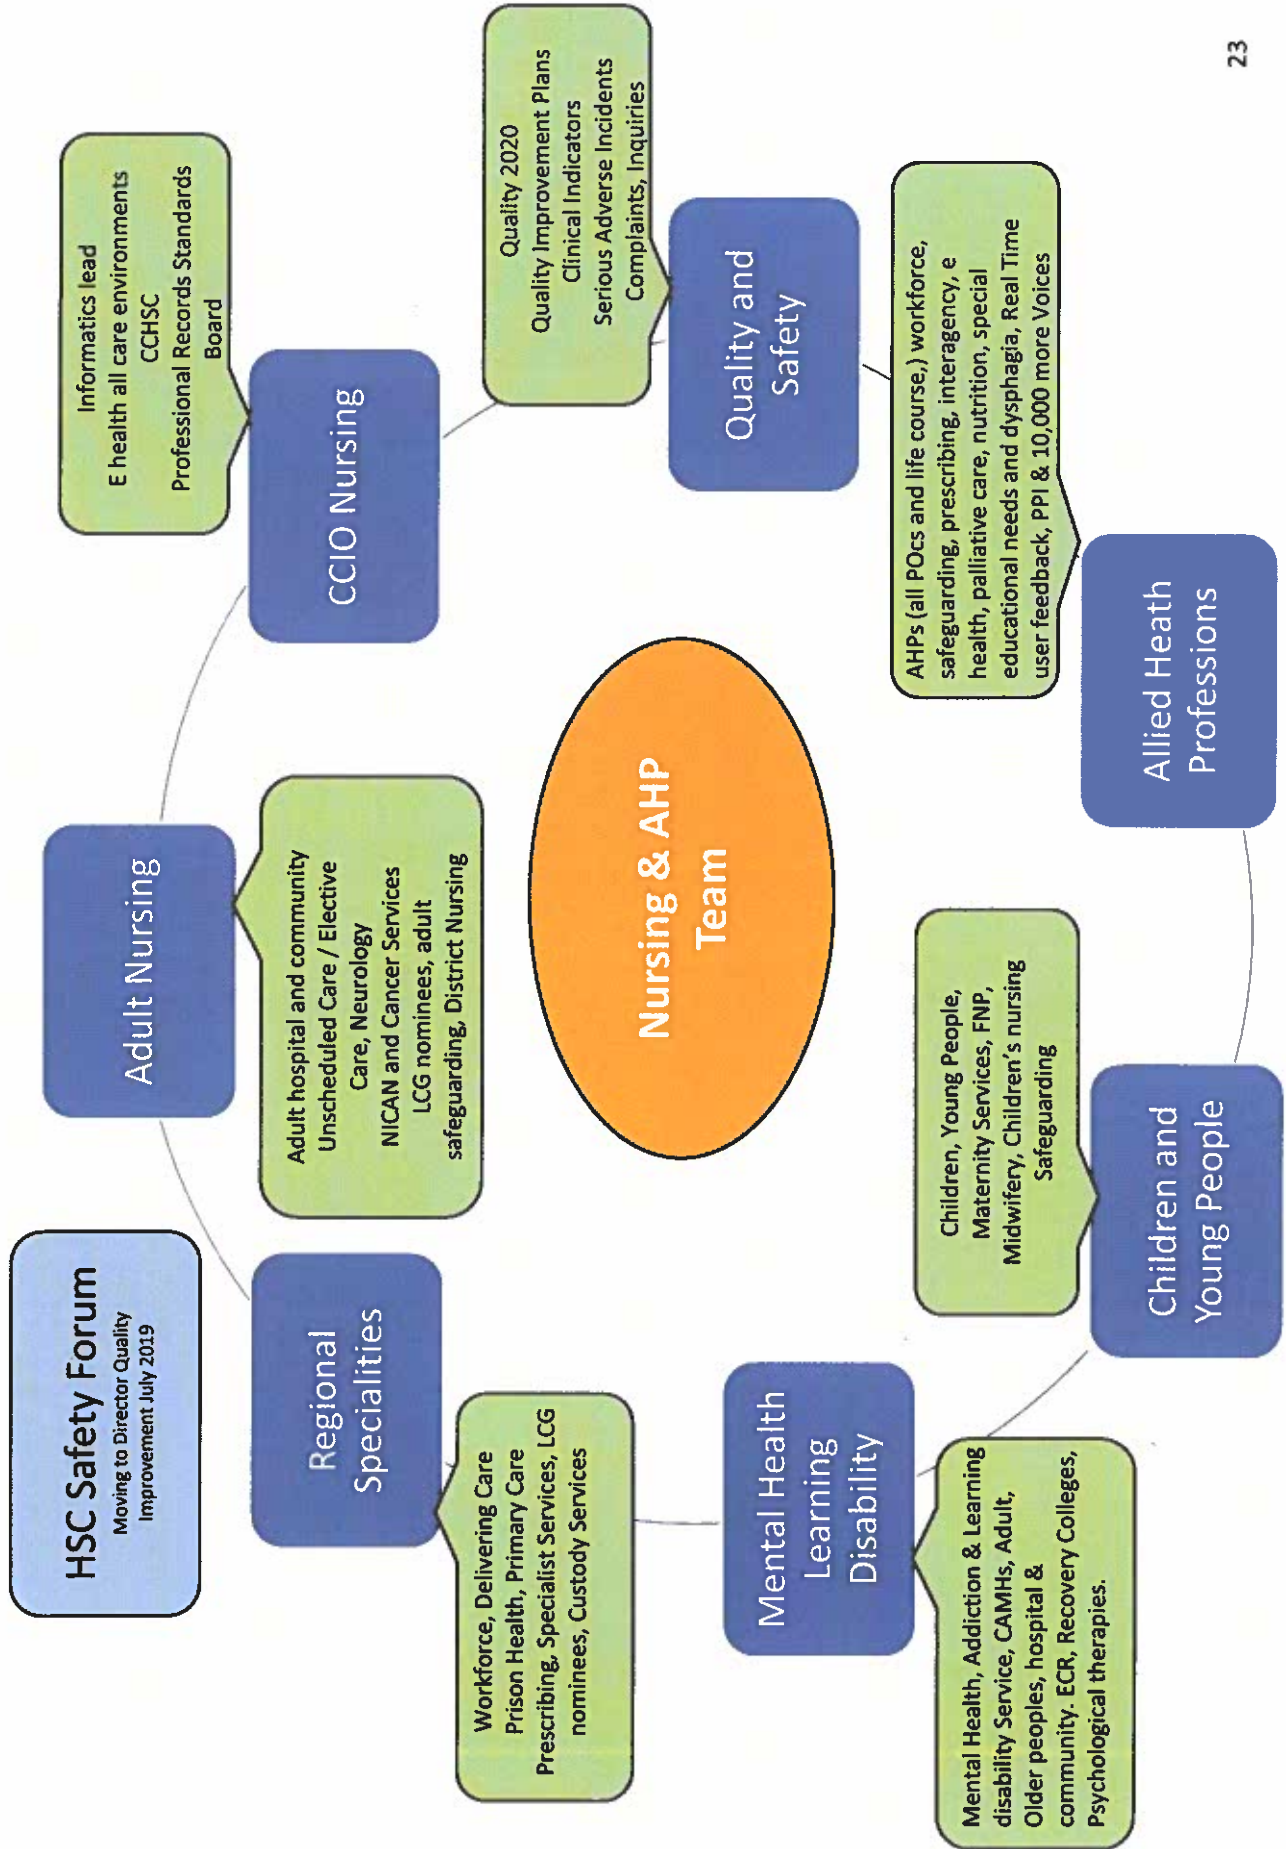 HSC Safety Forum
Moving to Director Quality
Improvement July 2019
Adult Nursing
Adult hospital and community
Unscheduled Care / Elective
Care, Neurology
NICAN and Cancer Services
LCG nominees, adult
safeguarding, District Nursing
CCIO Nursing
Informatics lead
E health all care environments
CCHSC
Professional Records Standards
Board
Quality and
Safety
Quality 2020
Quality Improvement Plans
Clinical Indicators
Serious Adverse Incidents
Complaints, Inquiries
Allied Heath
Professions
AHPs (all POCs and life course,) workforce,
safeguarding, prescribing, interagency, e
health, palliative care, nutrition, special
educational needs and dysphagia, Real Time
user feedback, PPI & 10,000 more Voices
Children and
Young People
Children, Young People,
Maternity Services, FNP,
Midwifery, Children's nursing
Safeguarding
Mental Health
Learning
Disability
Mental Health, Addiction & Learning
disability Service, CAMHs, Adult,
Older peoples, hospital &
community. ECR, Recovery Colleges,
Psychological therapies.
Regional
Specialities
Workforce, Delivering Care
Prison Health, Primary Care
Prescribing, Specialist Services, LCG
nominees, Custody Services
Nursing & AHP
Team
23